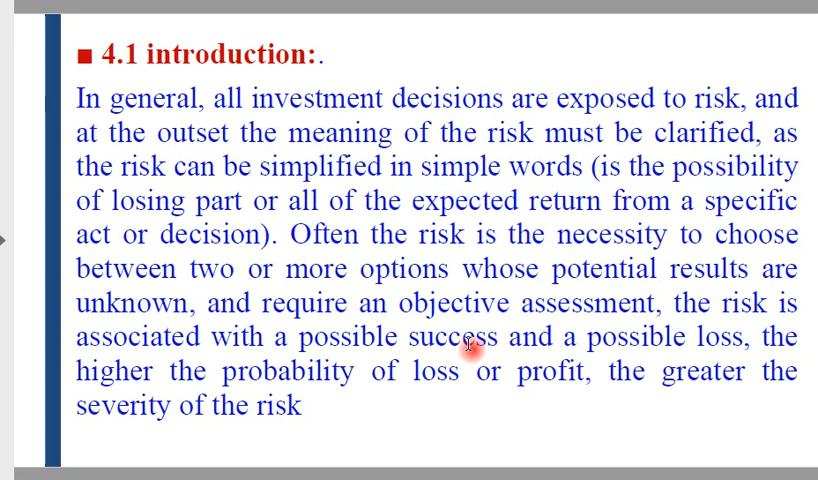 ■ 4.1 introduction:.
In general, all investment decisions are exposed to risk, and
at the outset the meaning of the risk must be clarified, as
the risk can be simplified in simple words (is the possibility
of losing part or all of the expected return from a specific
act or decision). Often the risk is the necessity to choose
between two or more options whose potential results are
unknown, and require an objective assessment, the risk is
associated with a possible success and a possible loss, the
higher the probability of loss or profit, the greater the
severity of the risk